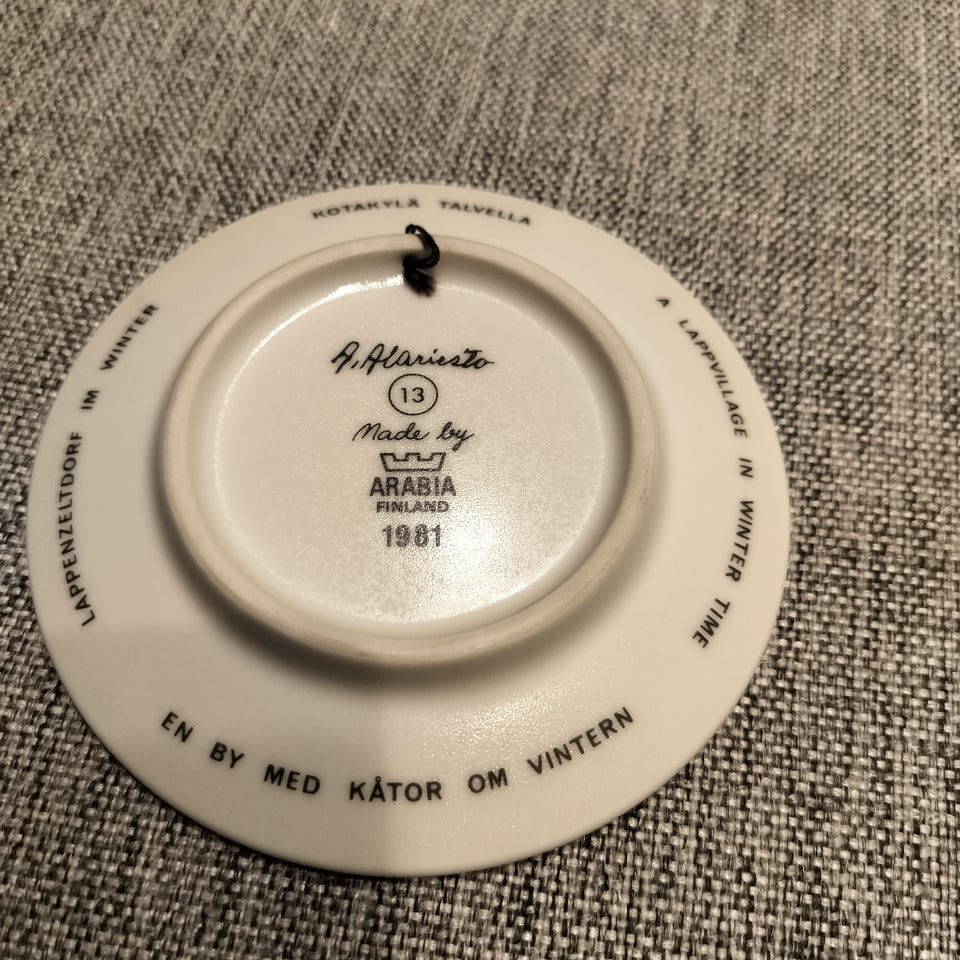 KOTAKYLÄ TALVELLA
A LAPPVILLAGE IN WINTER TIME
EN BY MED KÅTOR OM VINTERN
LAPPENZELTDORF IM WINTER
A. Alariesto
13
Made by
ARABIA
FINLAND
1981